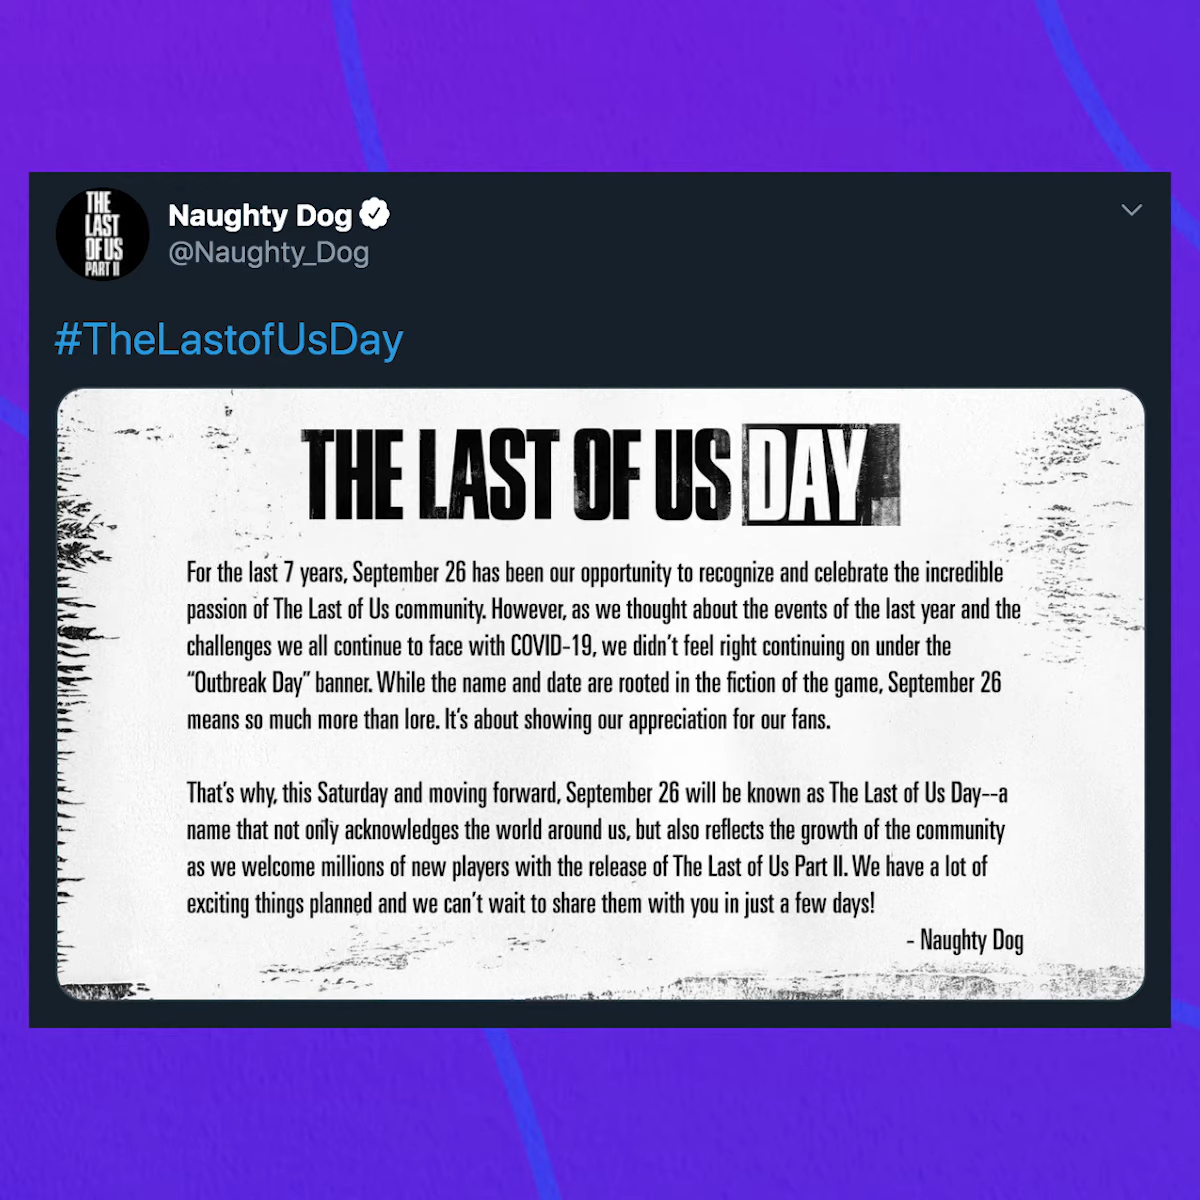 THE
LAST
OF US
PART II
Naughty Dog
@Naughty_Dog
#TheLastofUsDay
THE LAST OF US DAY
For the last 7 years, September 26 has been our opportunity to recognize and celebrate the incredible
passion of The Last of Us community. However, as we thought about the events of the last year and the
challenges we all continue to face with COVID-19, we didn't feel right continuing on under the
“Outbreak Day” banner. While the name and date are rooted in the fiction of the game, September 26
means so much more than lore. It's about showing our appreciation for our fans.
That's why, this Saturday and moving forward, September 26 will be known as The Last of Us Day--a
name that not only acknowledges the world around us, but also reflects the growth of the community
as we welcome millions of new players with the release of The Last of Us Part II. We have a lot of
exciting things planned and we can't wait to share them with you in just a few days!
- Naughty Dog